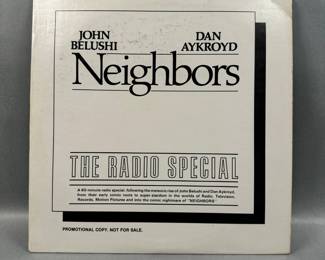 JOHN BELUSHI DAN AYKROYD
Neighbors
THE RADIO SPECIAL
A 60-minute radio special, following the meteoric rise of John Belushi and Dan Aykroyd,
from their early comic roots to super-stardom in the worlds of Radio, Television,
Records, Motion Pictures and into the comic nightmare of "NEIGHBORS"
PROMOTIONAL COPY. NOT FOR SALE.